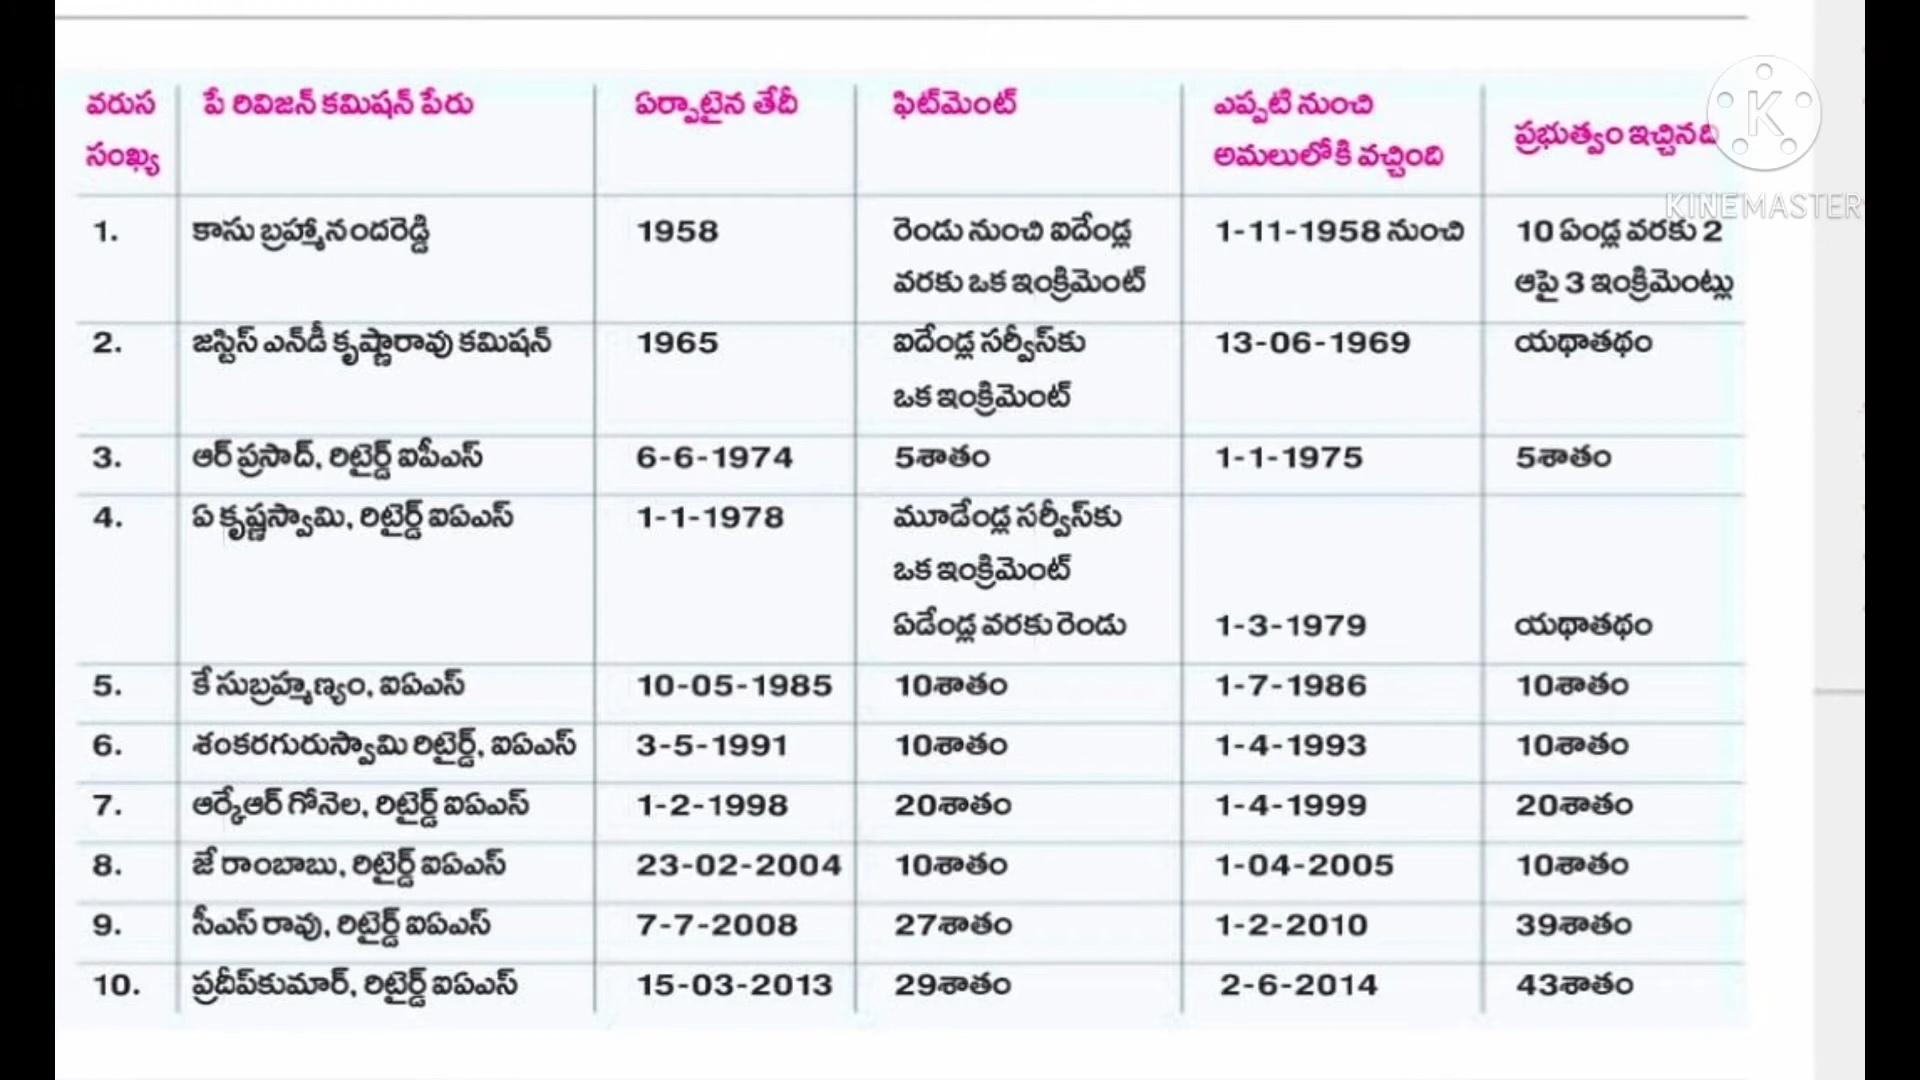 వరుస సంఖ్య | పే రివిజన్ కమిషన్ పేరు | ఏర్పాటైన తేదీ | ఫిట్‌మెంట్ | ఎప్పటి నుంచి అమలులోకి వచ్చింది | ప్రభుత్వం ఇచ్చినది
1. | కాసు బ్రహ్మానందరెడ్డి | 1958 | రెండు నుంచి ఐదేండ్ల వరకు ఒక ఇంక్రిమెంట్ | 1-11-1958 నుంచి | 10 ఏండ్ల వరకు 2 ఆపై 3 ఇంక్రిమెంట్లు
2. | జస్టిస్ ఎన్‌డీ కృష్ణారావు కమిషన్ | 1965 | ఐదేండ్ల సర్వీస్‌కు ఒక ఇంక్రిమెంట్ | 13-06-1969 | యథాతథం
3. | ఆర్ ప్రసాద్, రిటైర్డ్ ఐపీఎస్ | 6-6-1974 | 5శాతం | 1-1-1975 | 5శాతం
4. | ఏ కృష్ణస్వామి, రిటైర్డ్ ఐఏఎస్ | 1-1-1978 | మూడేండ్ల సర్వీస్‌కు ఒక ఇంక్రిమెంట్ ఏడేండ్ల వరకు రెండు | 1-3-1979 | యథాతథం
5. | కే సుబ్రహ్మణ్యం, ఐఏఎస్ | 10-05-1985 | 10శాతం | 1-7-1986 | 10శాతం
6. | శంకరగురుస్వామి రిటైర్డ్, ఐఏఎస్ | 3-5-1991 | 10శాతం | 1-4-1993 | 10శాతం
7. | ఆర్కేఆర్ గోనెల, రిటైర్డ్ ఐఏఎస్ | 1-2-1998 | 20శాతం | 1-4-1999 | 20శాతం
8. | జే రాంబాబు, రిటైర్డ్ ఐఏఎస్ | 23-02-2004 | 10శాతం | 1-04-2005 | 10శాతం
9. | సీఎస్ రావు, రిటైర్డ్ ఐఏఎస్ | 7-7-2008 | 27శాతం | 1-2-2010 | 39శాతం
10. | ప్రదీప్‌కుమార్, రిటైర్డ్ ఐఏఎస్ | 15-03-2013 | 29శాతం | 2-6-2014 | 43శాతం
K
KINEMASTER